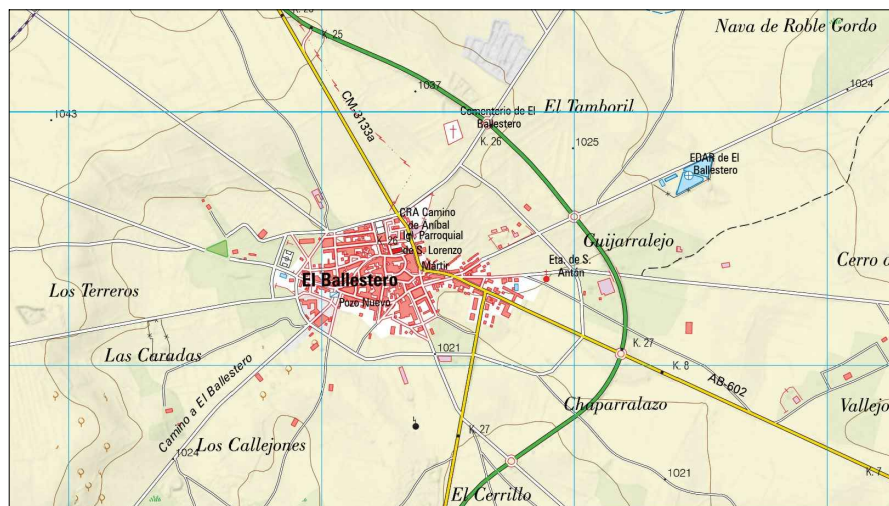 Nava de Roble Gordo
K. 25
CM-3133a
1037
1024
1043
El Tamboril
Cementerio de El
Ballestero
K. 26
1025
EDAR de El
Ballestero
CRA Camino
de Aníbal
Igl. Parroquial
de S. Lorenzo
Mártir
K. 26
Guijarralejo
Eta. de S.
Antón
Cerro d
El Ballestero
Pozo Nuevo
Los Terreros
Las Caradas
1021
K. 27
K. 8
AB-602
Camino a El Ballestero
Chaparralazo
Vallejo
Los Callejones
K. 27
1024
1021
K. 7
El Cerrillo